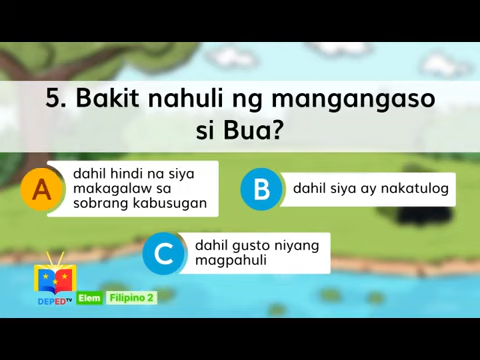 5. Bakit nahuli ng mangangaso
si Bua?
A
dahil hindi na siya
makagalaw sa
sobrang kabusugan
B
dahil siya ay nakatulog
C
dahil gusto niyang
magpahuli
DEPED TV
Elem
Filipino 2